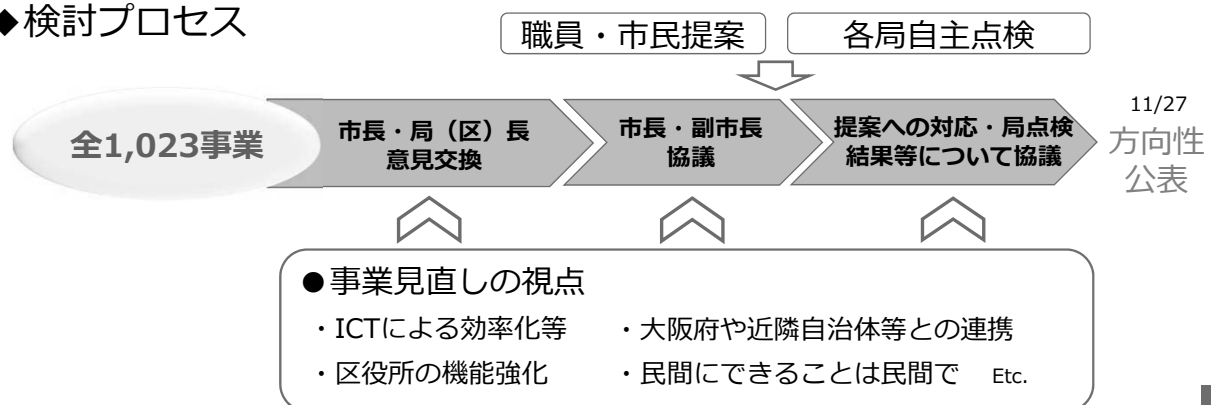 ◆検討プロセス
職員・市民提案
各局自主点検
全1,023事業
市長・局（区）長
意見交換
市長・副市長
協議
提案への対応・局点検
結果等について協議
11/27
方向性
公表
●事業見直しの視点
・ICTによる効率化等
・大阪府や近隣自治体等との連携
・区役所の機能強化
・民間にできることは民間で Etc.